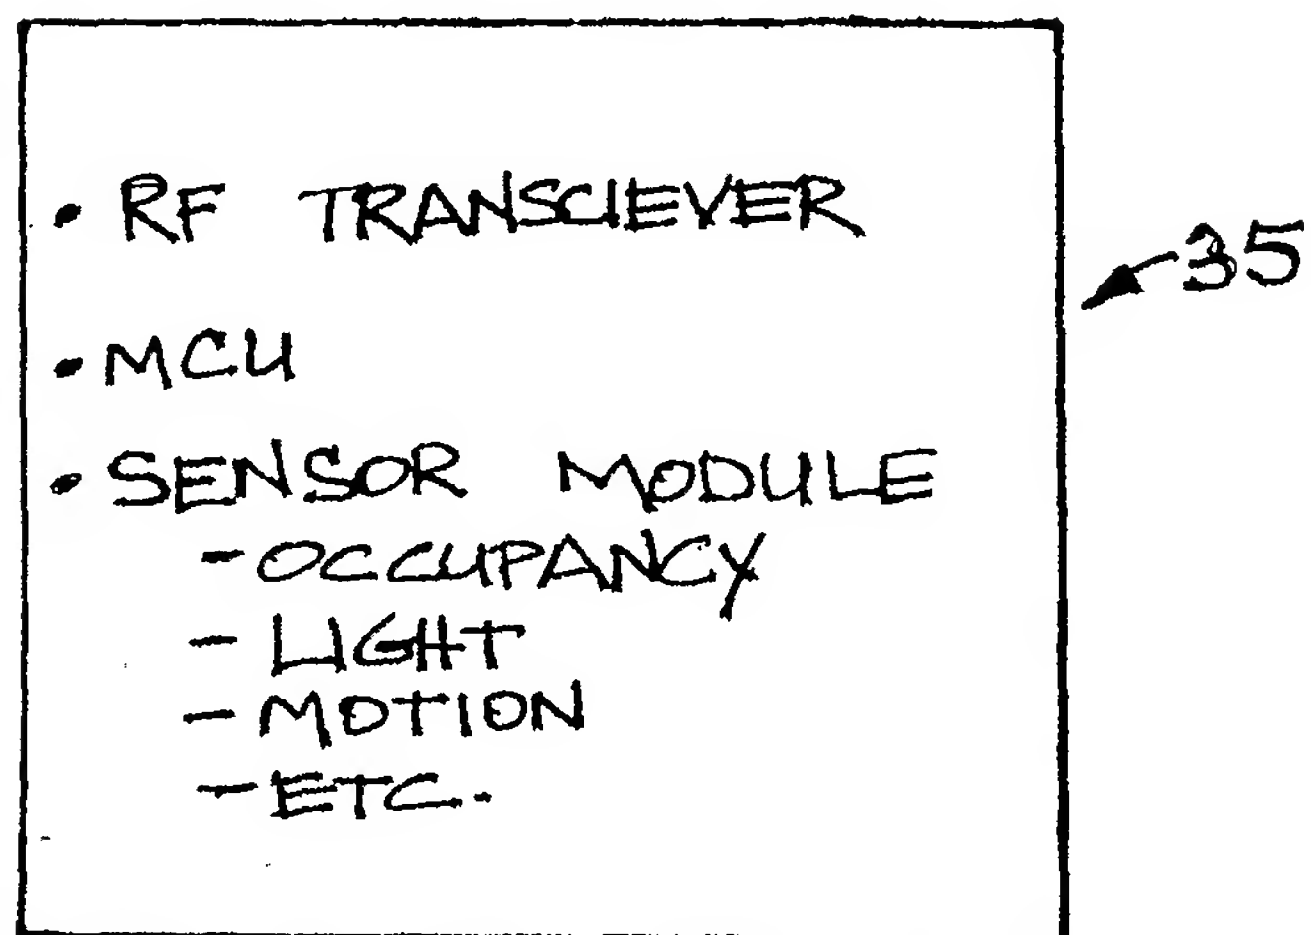 • RF TRANSCIEVER
35
• MCU
• SENSOR MODULE
- OCCUPANCY
- LIGHT
- MOTION
- ETC.